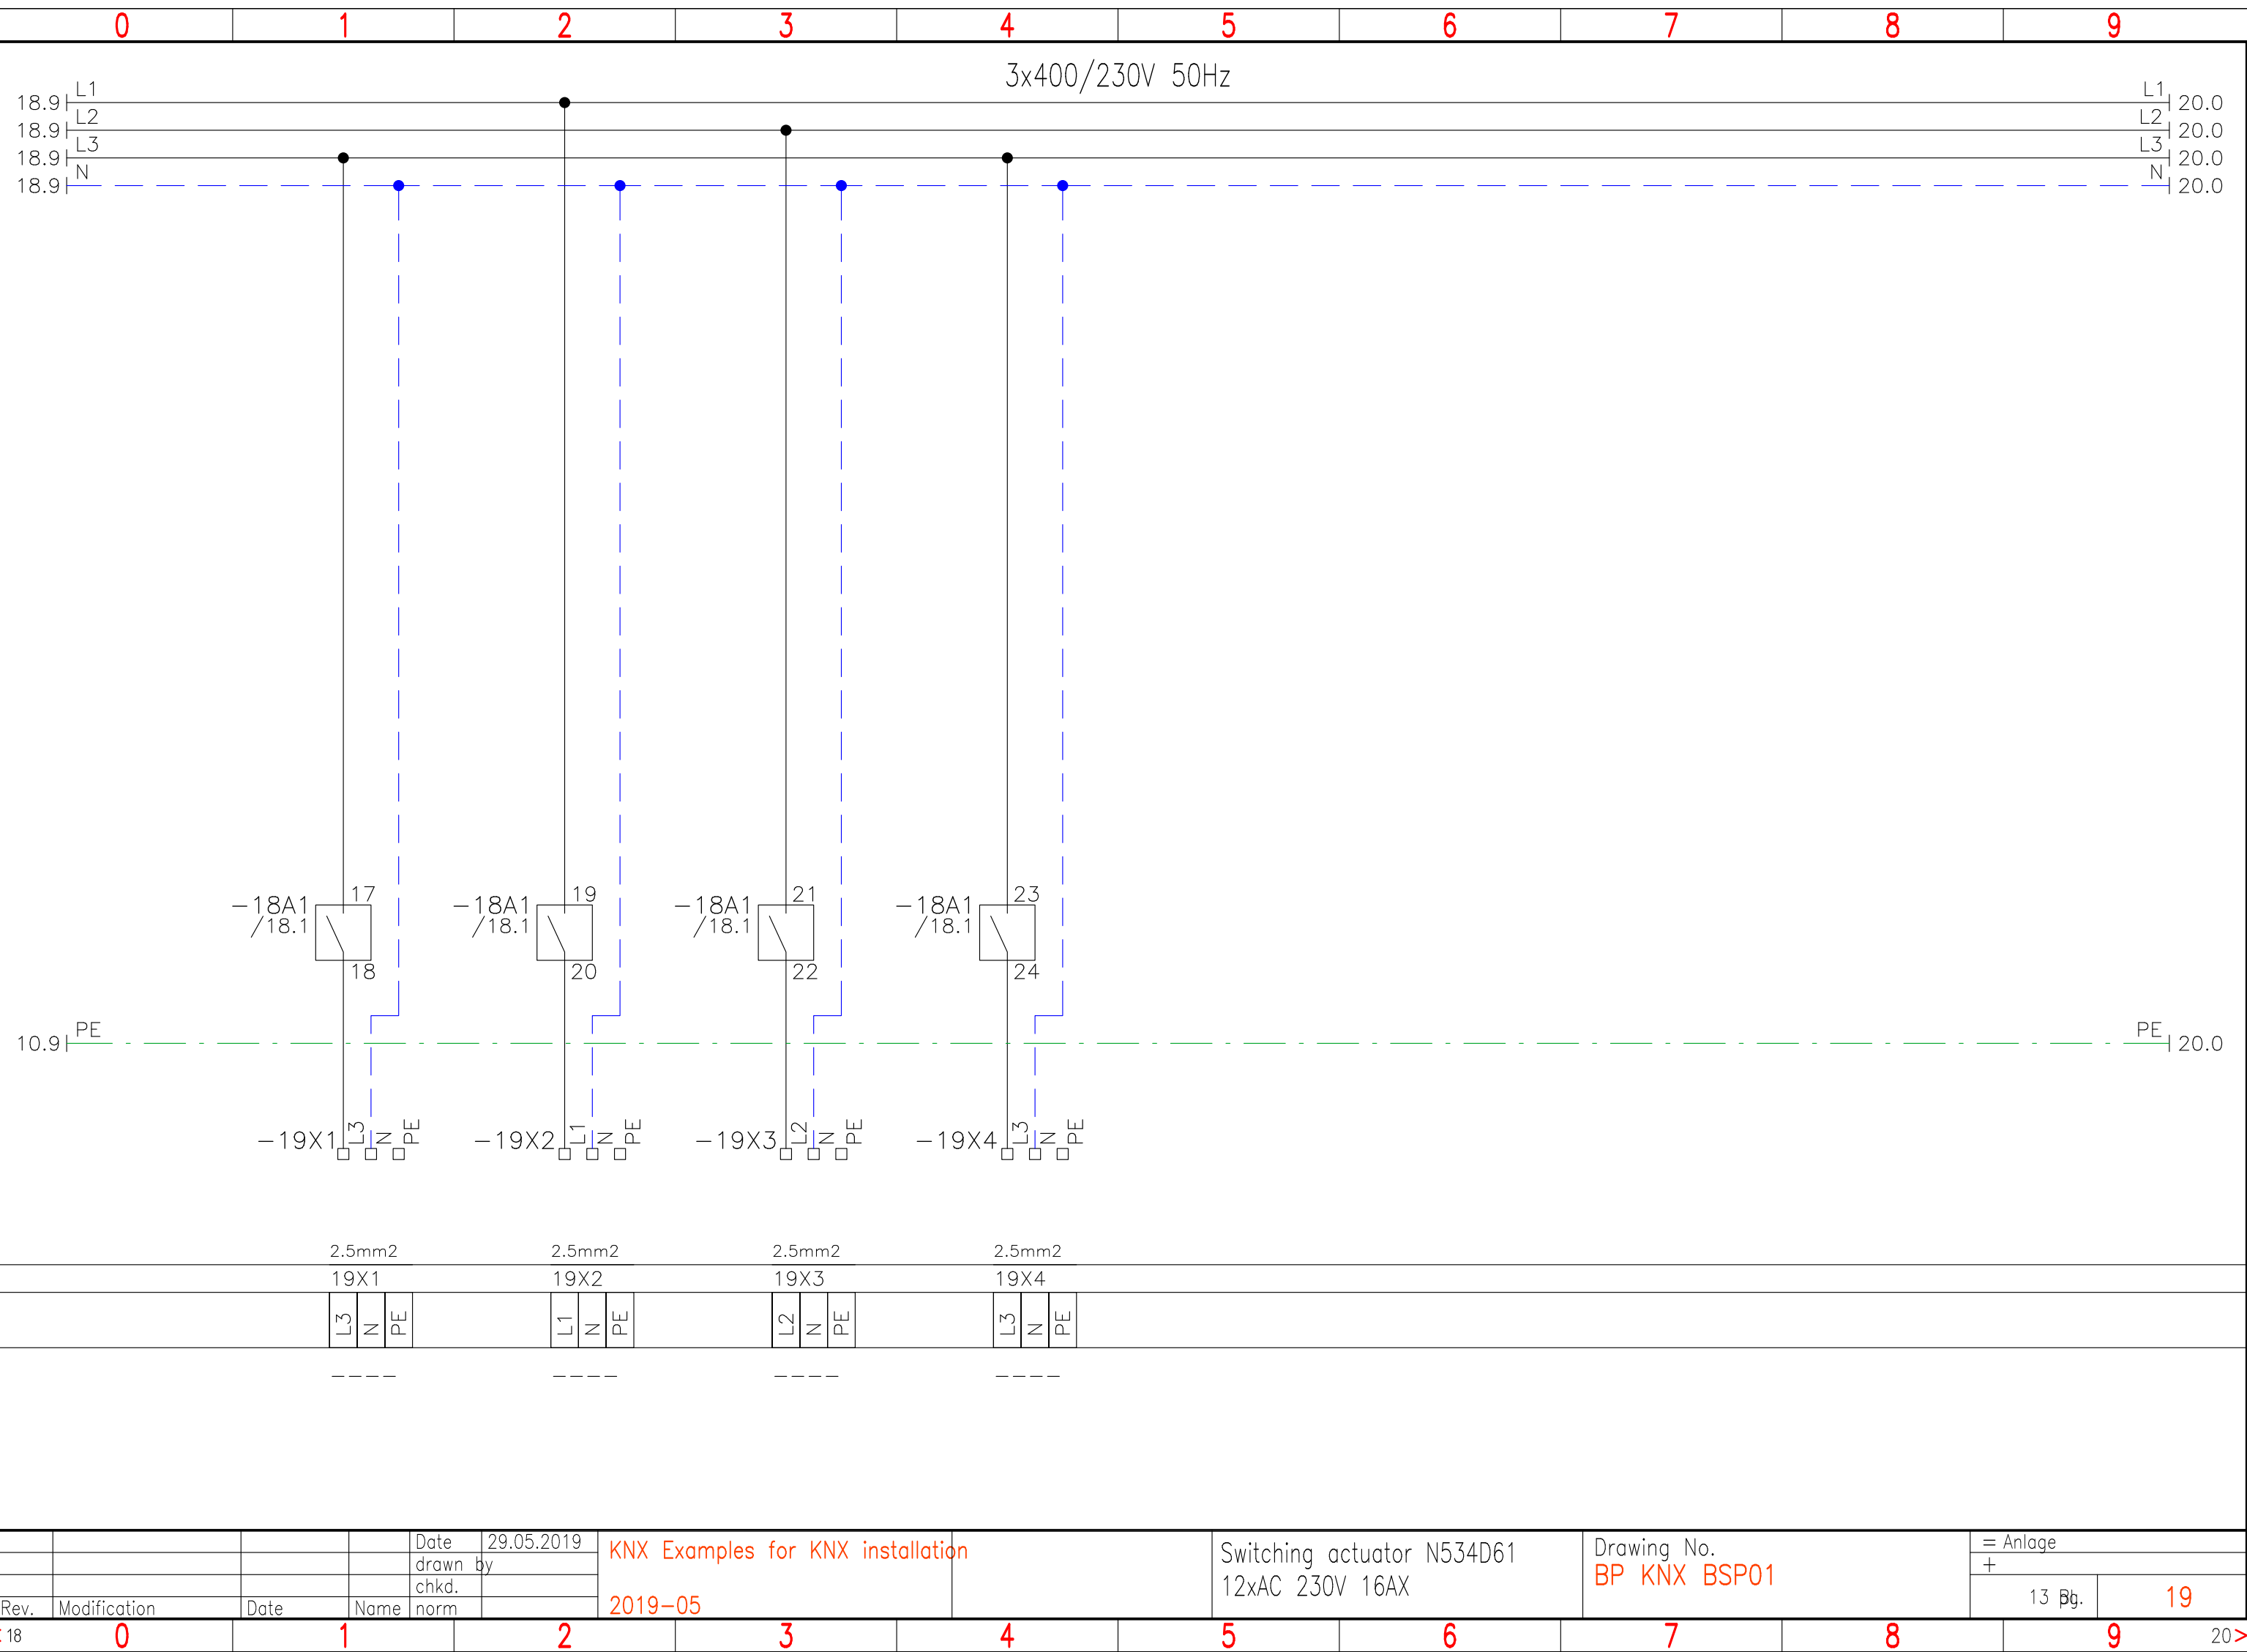 0 1 2 3 4 5 6 7 8 9
3x400/230V 50Hz
18.9 L1 L1 20.0
18.9 L2 L2 20.0
18.9 L3 L3 20.0
18.9 N N 20.0
17 19 21 23
-18A1 -18A1 -18A1 -18A1
/18.1 /18.1 /18.1 /18.1
18 20 22 24
10.9 PE PE 20.0
-19X1 L3 N PE -19X2 L1 N PE -19X3 L2 N PE -19X4 L3 N PE
2.5mm2 2.5mm2 2.5mm2 2.5mm2
19X1 19X2 19X3 19X4
L3 N PE L1 N PE L2 N PE L3 N PE
---- ---- ---- ----
Date 29.05.2019
drawn by
chkd.
Rev. Modification Date Name norm
KNX Examples for KNX installation
2019-05
Switching actuator N534D61
12xAC 230V 16AX
Drawing No.
BP KNX BSP01
= Anlage
+
13 19
18 0 1 2 3 4 5 6 7 8 9 20>